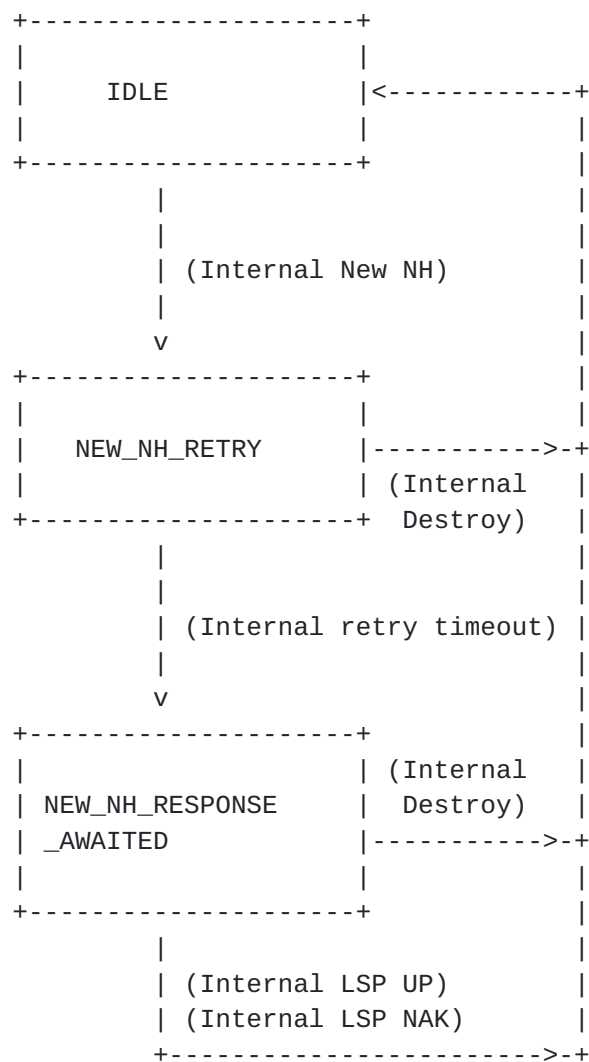 IDLE
(Internal New NH)
NEW_NH_RETRY
(Internal
Destroy)
(Internal retry timeout)
(Internal
NEW_NH_RESPONSE Destroy)
_AWAITED
(Internal LSP UP)
(Internal LSP NAK)